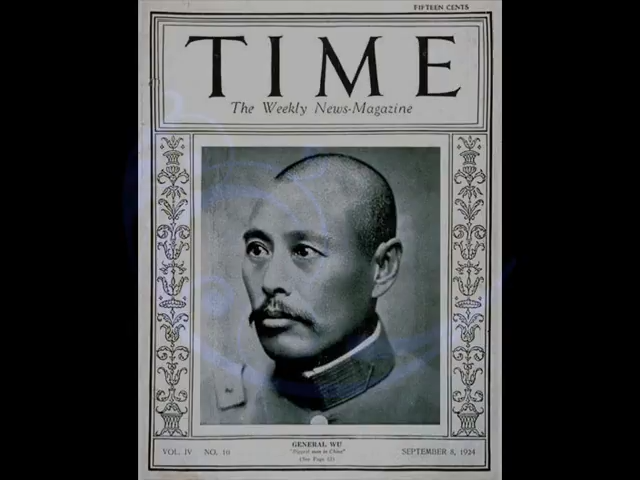 FIFTEEN CENTS
TIME
The Weekly News-Magazine
GENERAL WU
"Biggest man in China"
(See Page 12)
VOL. IV NO. 10 SEPTEMBER 8, 1924